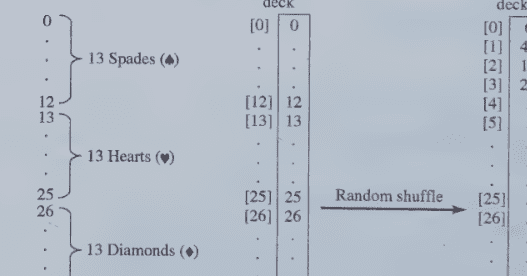 deck deck
0 [0] 0 [0]
. . . [1] 4
. 13 Spades (♠) . . [2] 1
. . . [3] 2
12 [12] 12 [4]
13 [13] 13 [5]
. . . .
. 13 Hearts (♥) . . .
. . . .
25 [25] 25 Random shuffle [25]
26 [26] 26 [26]
. . . .
. 13 Diamonds (♦) . . .
. . . .